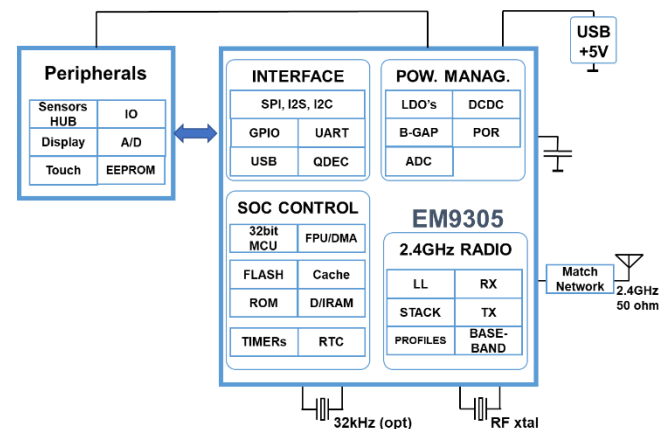 USB
+5V
Peripherals
Sensors
HUB
IO
Display
A/D
Touch
EEPROM
INTERFACE
SPI, I2S, I2C
GPIO
UART
USB
QDEC
POW. MANAG.
LDO's
DCDC
B-GAP
POR
ADC
SOC CONTROL
32bit
MCU
FPU/DMA
FLASH
Cache
ROM
D/IRAM
TIMERs
RTC
EM9305
2.4GHz RADIO
LL
RX
STACK
TX
PROFILES
BASE-
BAND
Match
Network
2.4GHz
50 ohm
32kHz (opt)
RF xtal